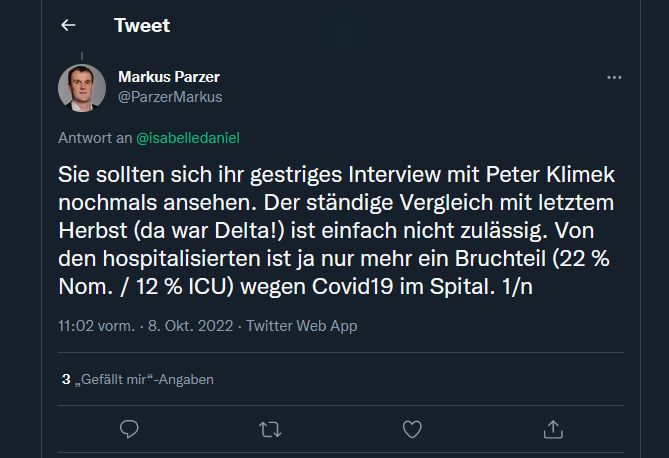 Tweet
Markus Parzer
@ParzerMarkus
Antwort an @isabelledaniel
Sie sollten sich ihr gestriges Interview mit Peter Klimek
nochmals ansehen. Der ständige Vergleich mit letztem
Herbst (da war Delta!) ist einfach nicht zulässig. Von
den hospitalisierten ist ja nur mehr ein Bruchteil (22 %
Nom. / 12 % ICU) wegen Covid19 im Spital. 1/n
11:02 vorm. · 8. Okt. 2022 · Twitter Web App
3 „Gefällt mir“-Angaben